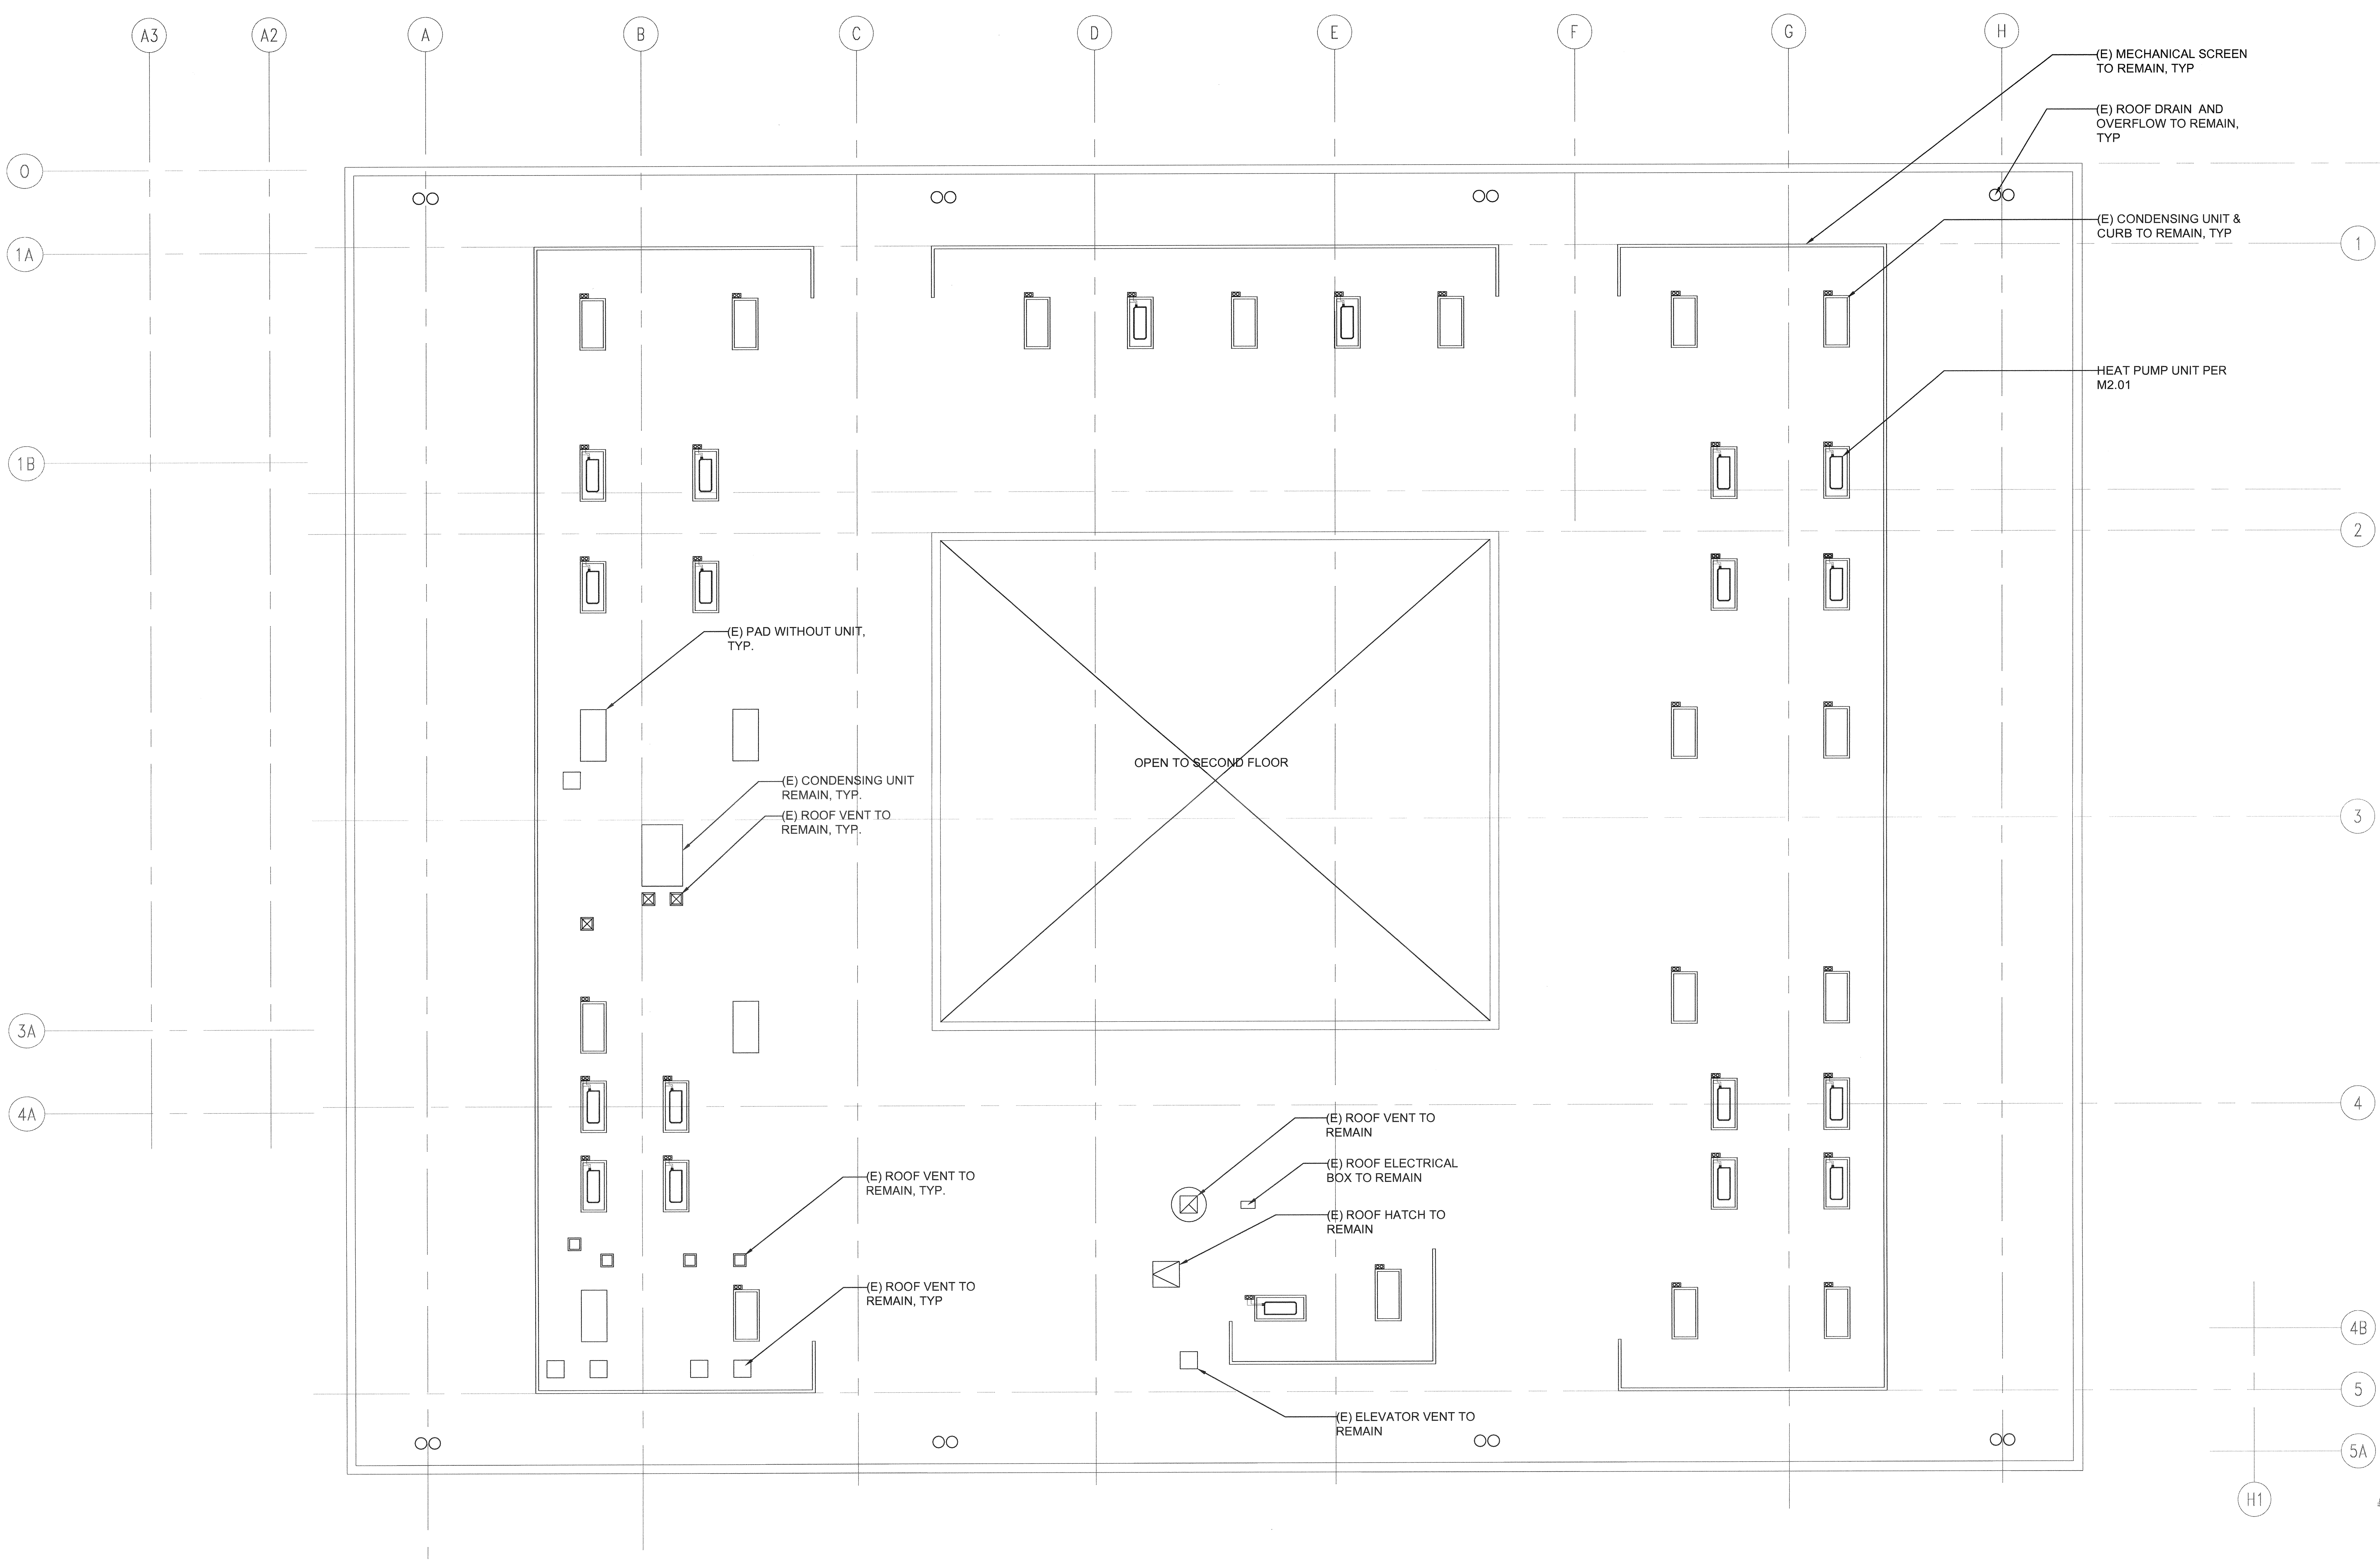 A3
A2
A
B
C
D
E
F
G
H
(E) MECHANICAL SCREEN
TO REMAIN, TYP
(E) ROOF DRAIN AND
OVERFLOW TO REMAIN,
TYP
O
1A
(E) CONDENSING UNIT &
CURB TO REMAIN, TYP
1
HEAT PUMP UNIT PER
M2.01
1B
2
(E) PAD WITHOUT UNIT,
TYP.
OPEN TO SECOND FLOOR
(E) CONDENSING UNIT
REMAIN, TYP.
(E) ROOF VENT TO
REMAIN, TYP.
3
3A
4A
4
(E) ROOF VENT TO
REMAIN
(E) ROOF ELECTRICAL
BOX TO REMAIN
(E) ROOF VENT TO
REMAIN, TYP.
(E) ROOF HATCH TO
REMAIN
(E) ROOF VENT TO
REMAIN, TYP
4B
5
(E) ELEVATOR VENT TO
REMAIN
5A
H1